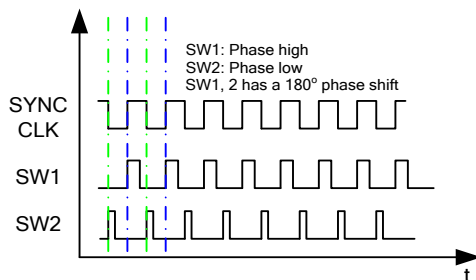 SW1: Phase high
SW2: Phase low
SW1, 2 has a 180° phase shift
SYNC
CLK
SW1
SW2
t